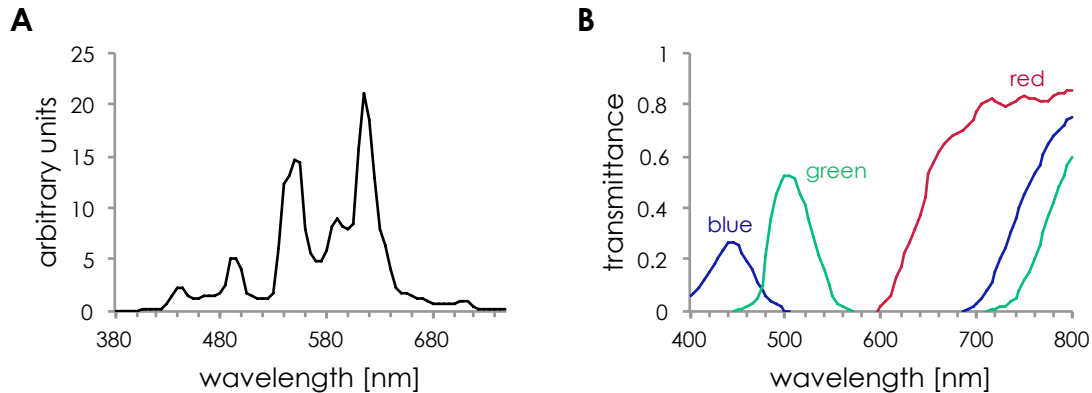 A
25
20
15
10
5
0
arbitrary units
380
480
580
680
wavelength [nm]
B
1
0.8
0.6
0.4
0.2
0
transmittance
red
green
blue
400
500
600
700
800
wavelength [nm]